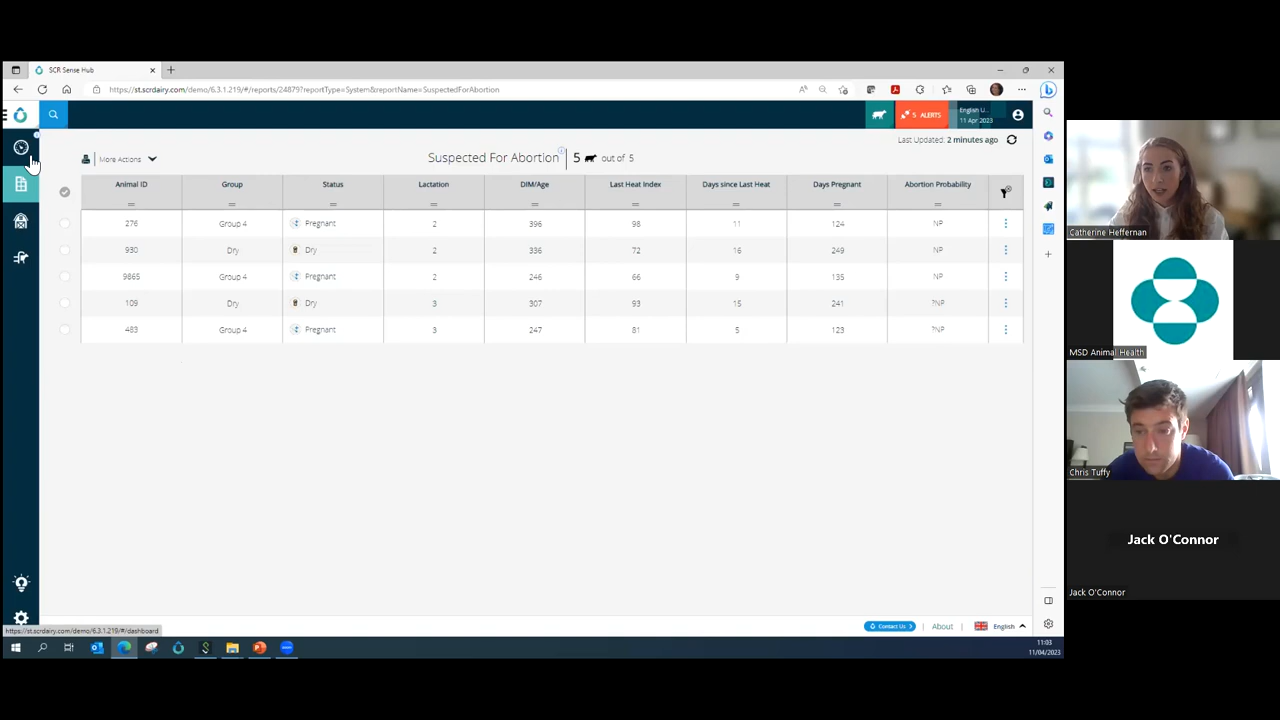 SCR Sense Hub
https://st.scrdairy.com/demo/6.3.1.219/#/reports/24879?reportType=System&reportName=SuspectedForAbortion
5 ALERTS
English U...
11 Apr 2023
Last Updated: 2 minutes ago
More Actions
Suspected For Abortion 5 out of 5
Animal ID Group Status Lactation DIM/Age Last Heat Index Days since Last Heat Days Pregnant Abortion Probability
276 Group 4 Pregnant 2 396 98 11 124 NP
930 Dry Dry 2 336 72 16 249 NP
9865 Group 4 Pregnant 2 246 66 9 135 NP
109 Dry Dry 3 307 93 15 241 ?NP
483 Group 4 Pregnant 3 247 81 5 123 ?NP
Contact Us
About
English
https://st.scrdairy.com/demo/6.3.1.219/#/dashboard
11:03
11/04/2023
Catherine Heffernan
MSD Animal Health
Chris Tuffy
Jack O'Connor
Jack O'Connor